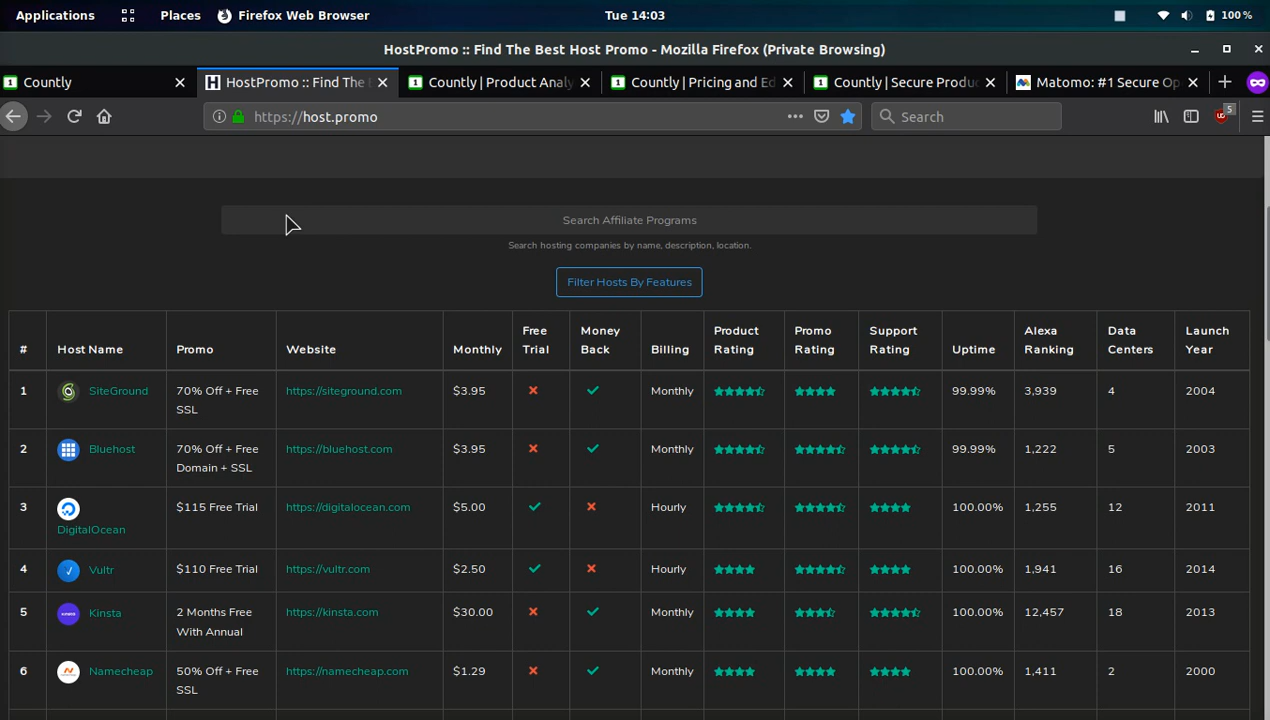 Applications Places Firefox Web Browser Tue 14:03 100 %
HostPromo :: Find The Best Host Promo - Mozilla Firefox (Private Browsing)
Countly HostPromo :: Find The Countly | Product Analy Countly | Pricing and Ed Countly | Secure Produc Matomo: #1 Secure Op
https://host.promo Search 5
Search Affiliate Programs
Search hosting companies by name, description, location.
Filter Hosts By Features
# Host Name Promo Website Monthly Free Trial Money Back Billing Product Rating Promo Rating Support Rating Uptime Alexa Ranking Data Centers Launch Year
1 SiteGround 70% Off + Free SSL https://siteground.com $3.95 Monthly 99.99% 3,939 4 2004
2 Bluehost 70% Off + Free Domain + SSL https://bluehost.com $3.95 Monthly 99.99% 1,222 5 2003
3 DigitalOcean $115 Free Trial https://digitalocean.com $5.00 Hourly 100.00% 1,255 12 2011
4 Vultr $110 Free Trial https://vultr.com $2.50 Hourly 100.00% 1,941 16 2014
5 Kinsta 2 Months Free With Annual https://kinsta.com $30.00 Monthly 100.00% 12,457 18 2013
6 Namecheap 50% Off + Free SSL https://namecheap.com $1.29 Monthly 100.00% 1,411 2 2000